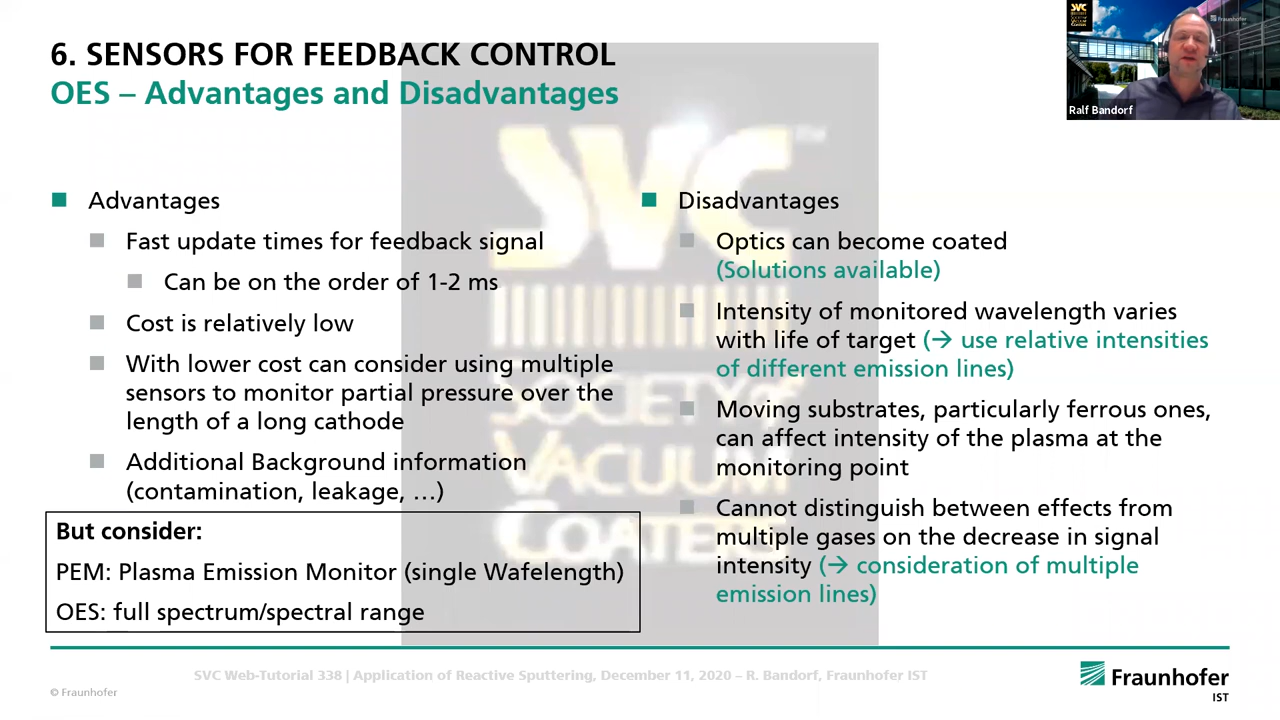 6. SENSORS FOR FEEDBACK CONTROL
OES – Advantages and Disadvantages
SVC
Fraunhofer
Ralf Bandorf
Advantages
Fast update times for feedback signal
Can be on the order of 1-2 ms
Cost is relatively low
With lower cost can consider using multiple
sensors to monitor partial pressure over the
length of a long cathode
Additional Background information
(contamination, leakage, …)
But consider:
PEM: Plasma Emission Monitor (single Wafelength)
OES: full spectrum/spectral range
Disadvantages
Optics can become coated
(Solutions available)
Intensity of monitored wavelength varies
with life of target (→ use relative intensities
of different emission lines)
Moving substrates, particularly ferrous ones,
can affect intensity of the plasma at the
monitoring point
Cannot distinguish between effects from
multiple gases on the decrease in signal
intensity (→ consideration of multiple
emission lines)
SVC™
SOCIETY of
VACUUM
COATERS
SVC Web-Tutorial 338 | Application of Reactive Sputtering, December 11, 2020 – R. Bandorf, Fraunhofer IST
© Fraunhofer
Fraunhofer
IST